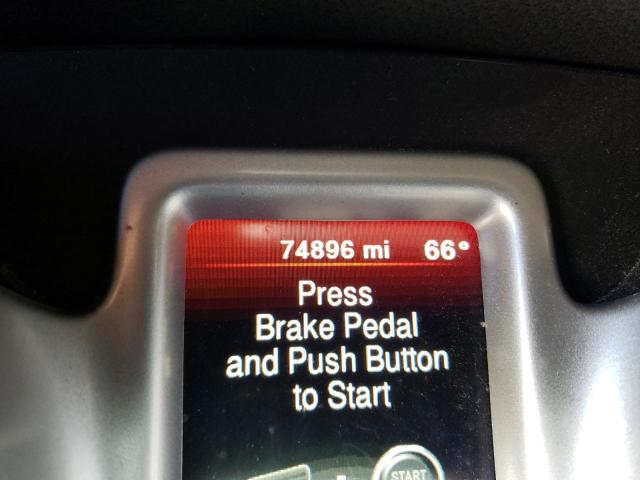 74896 mi 66°
Press
Brake Pedal
and Push Button
to Start
START